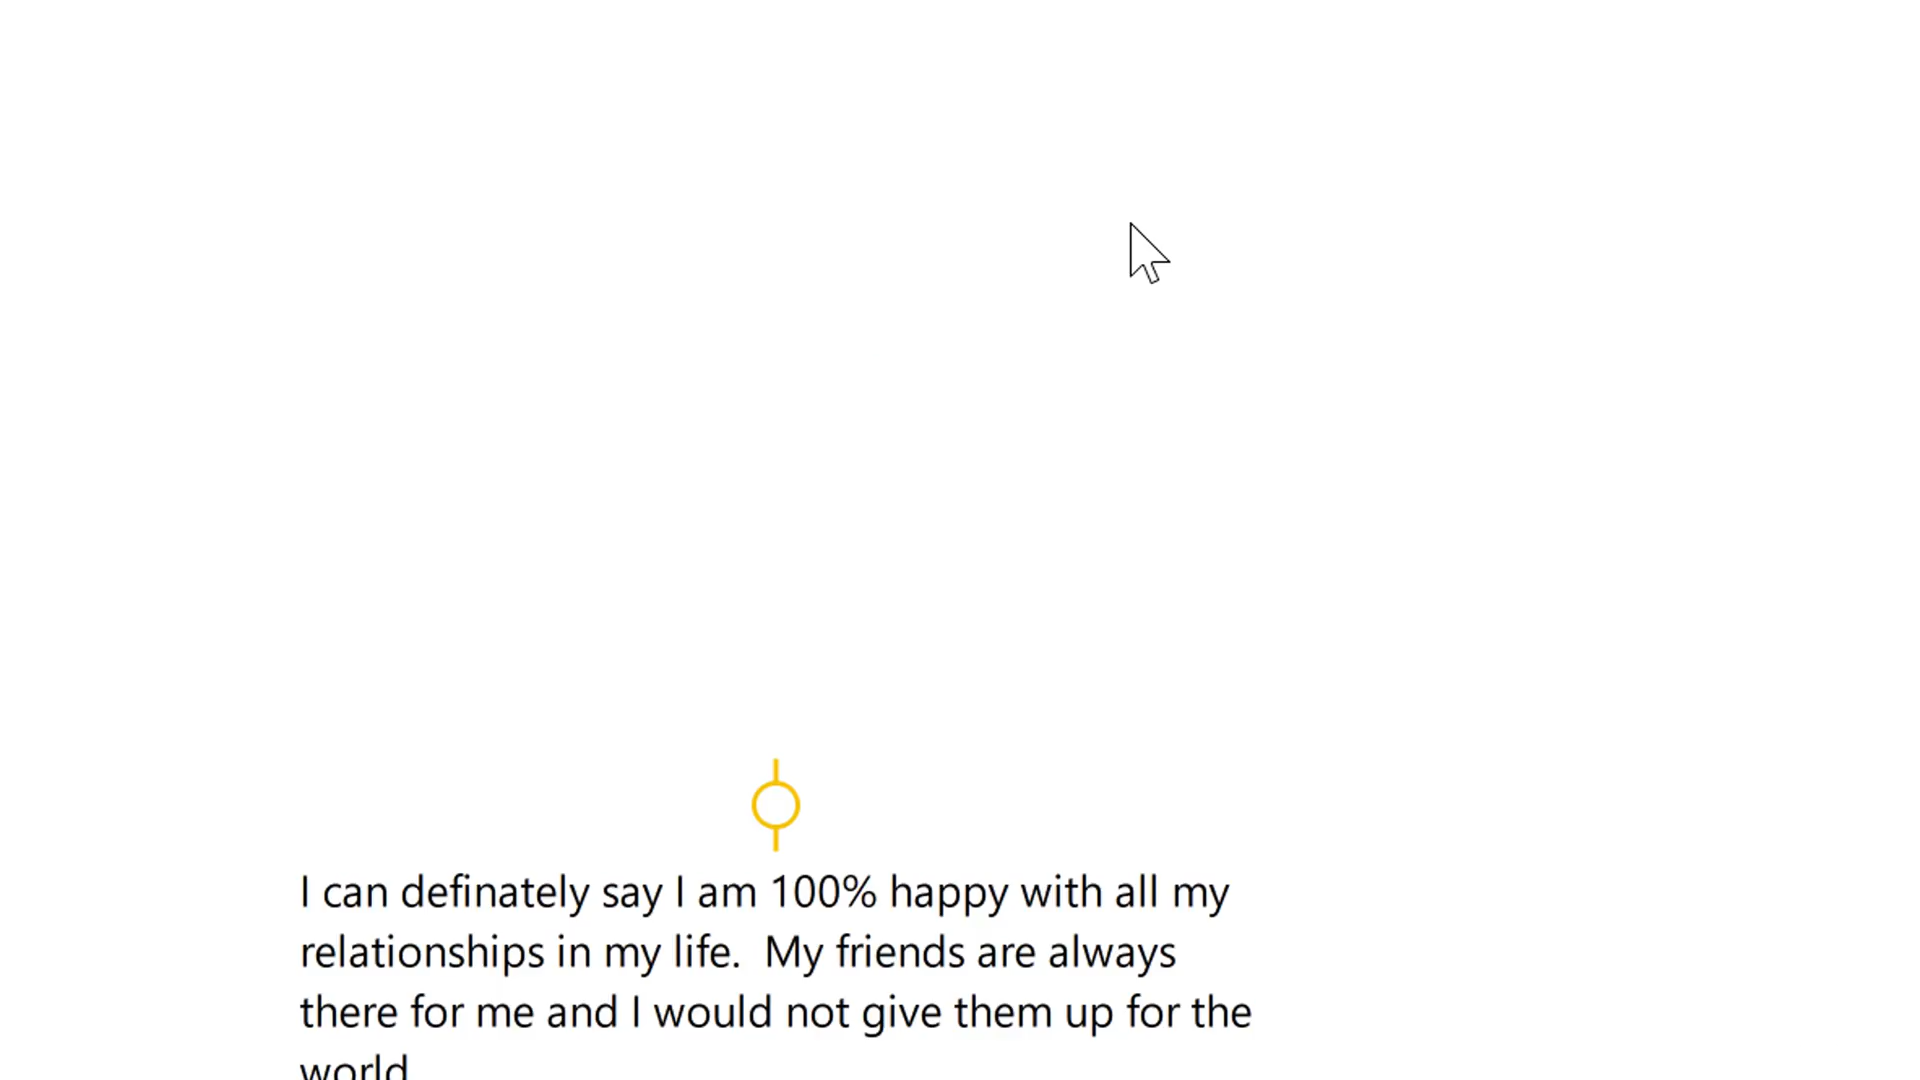 I can definately say I am 100% happy with all my
relationships in my life.  My friends are always
there for me and I would not give them up for the
world